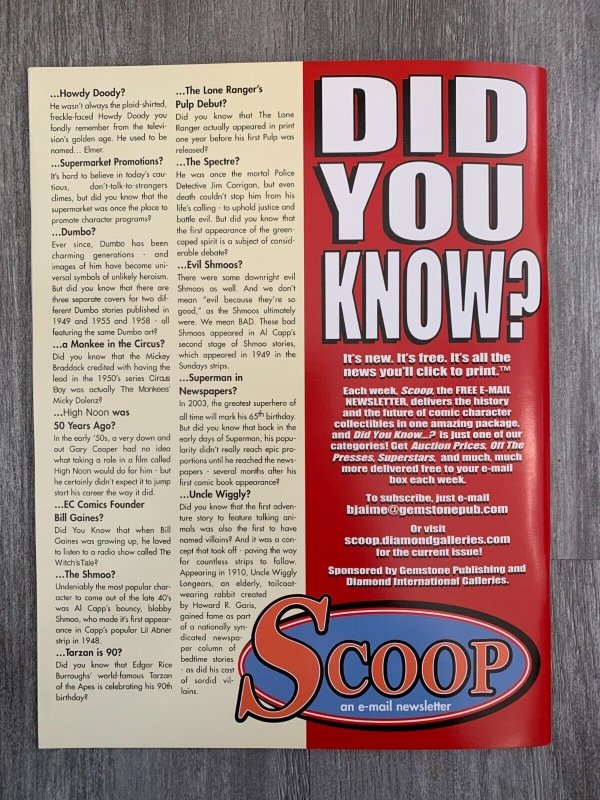 ...Howdy Doody?
He wasn't always the plaid-shirted,
freckle-faced Howdy Doody you
fondly remember from the televi-
sion's golden age. He used to be
named... Elmer.
...Supermarket Promotions?
It's hard to believe in today's cau-
tious, don't-talk-to-strangers
climes, but did you know that the
supermarket was once the place to
promote character programs?
...Dumbo?
Ever since, Dumbo has been
charming generations - and
images of him have become uni-
versal symbols of unlikely heroism.
But did you know that there are
three separate covers for two dif-
ferent Dumbo stories published in
1949 and 1955 and 1958 - all
featuring the same Dumbo art?
...a Monkee in the Circus?
Did you know that the Mickey
Braddock credited with having the
lead in the 1950's series Circus
Boy was actually The Monkees'
Micky Dolenz?
...High Noon was
50 Years Ago?
In the early '50s, a very down and
out Gary Cooper had no idea
what taking a role in a film called
High Noon would do for him - but
he certainly didn't expect it to jump
start his career the way it did.
...EC Comics Founder
Bill Gaines?
Did You Know that when Bill
Gaines was growing up, he loved
to listen to a radio show called The
Witch'sTale?
...The Shmoo?
Undeniably the most popular char-
acter to come out of the late 40's
was Al Capp's bouncy, blobby
Shmoo, who made it's first appear-
ance in Capp's popular Lil Abner
strip in 1948.
...Tarzan is 90?
Did you know that Edgar Rice
Burroughs' world-famous Tarzan
of the Apes is celebrating his 90th
birthday?
...The Lone Ranger's
Pulp Debut?
Did you know that The Lone
Ranger actually appeared in print
one year before his first Pulp was
released?
...The Spectre?
He was once the mortal Police
Detective Jim Corrigan, but even
death couldn't stop him from his
life's calling - to uphold justice and
battle evil. But did you know that
the first appearance of the green-
caped spirit is a subject of consid-
erable debate?
...Evil Shmoos?
There were some downright evil
Shmoos as well. And we don't
mean "evil because they're so
good," as the Shmoos ultimately
were. We mean BAD. These bad
Shmoos appeared in Al Capp's
second stage of Shmoo stories,
which appeared in 1949 in the
Sundays strips.
...Superman in
Newspapers?
In 2003, the greatest superhero of
all time will mark his 65th birthday.
But did you know that back in the
early days of Superman, his popu-
larity didn't really reach epic pro-
portions until he reached the news-
papers - several months after his
first comic book appearance?
...Uncle Wiggly?
Did you know that the first adven-
ture story to feature talking ani-
mals was also the first to have
named villains? And it was a con-
cept that took off - paving the way
for countless strips to follow.
Appearing in 1910, Uncle Wiggly
Longears, an elderly, tailcoat-
wearing rabbit created
by Howard R. Garis,
gained fame as part
of a nationally syn-
dicated newspa-
per column of
bedtime stories
- as did his cast
of sordid vil-
lains.
DID
YOU
KNOW?
It's new. It's free. It's all the
news you'll click to print.™
Each week, Scoop, the FREE E-MAIL
NEWSLETTER, delivers the history
and the future of comic character
collectibles in one amazing package,
and Did You Know...? is just one of our
categories! Get Auction Prices, Off The
Presses, Superstars, and much, much
more delivered free to your e-mail
box each week.
To subscribe, just e-mail
bjaime@gemstonepub.com
Or visit
scoop.diamondgalleries.com
for the current issue!
Sponsored by Gemstone Publishing and
Diamond International Galleries.
SCOOP
an e-mail newsletter